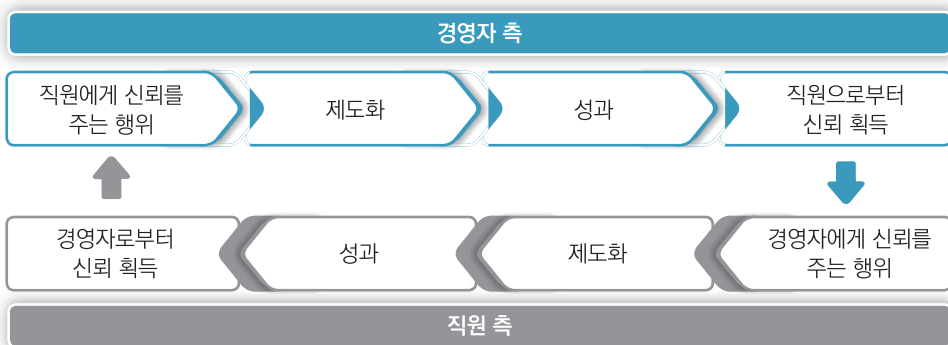 경영자 측
직원에게 신뢰를
주는 행위
제도화
성과
직원으로부터
신뢰 획득
경영자로부터
신뢰 획득
성과
제도화
경영자에게 신뢰를
주는 행위
직원 측